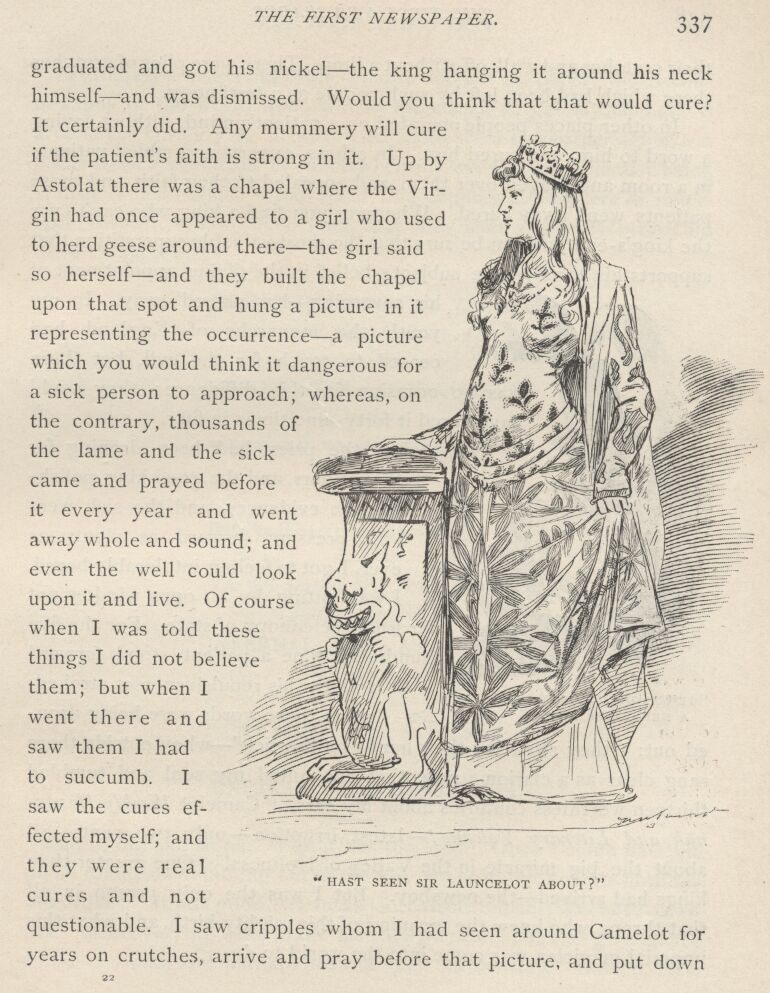 THE FIRST NEWSPAPER.
337
graduated and got his nickel—the king hanging it around his neck
himself—and was dismissed. Would you think that that would cure?
It certainly did. Any mummery will cure
if the patient's faith is strong in it. Up by
Astolat there was a chapel where the Vir-
gin had once appeared to a girl who used
to herd geese around there—the girl said
so herself—and they built the chapel
upon that spot and hung a picture in it
representing the occurrence—a picture
which you would think it dangerous for
a sick person to approach; whereas, on
the contrary, thousands of
the lame and the sick
came and prayed before
it every year and went
away whole and sound; and
even the well could look
upon it and live. Of course
when I was told these
things I did not believe
them; but when I
went there and
saw them I had
to succumb. I
saw the cures ef-
fected myself; and
they were real
cures and not
questionable. I saw cripples whom I had seen around Camelot for
years on crutches, arrive and pray before that picture, and put down
"HAST SEEN SIR LAUNCELOT ABOUT?"
22